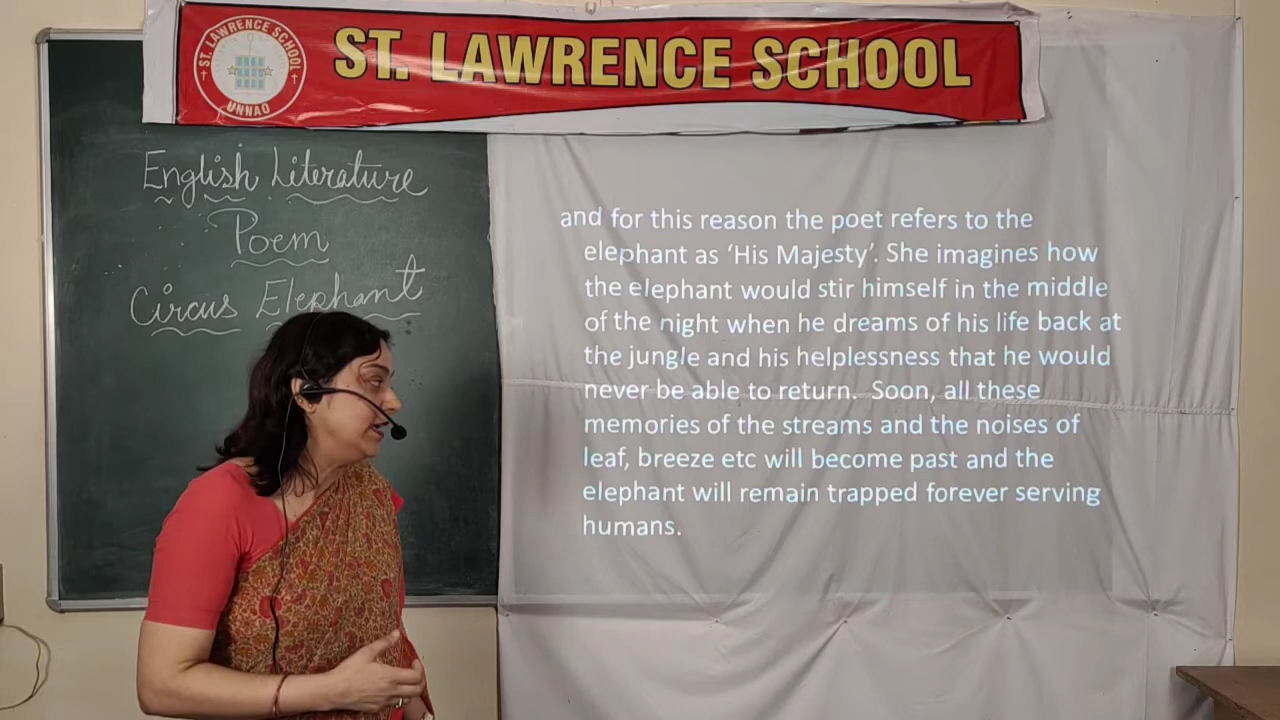 ST. LAWRENCE SCHOOL
ST. LAWRENCE SCHOOL
UNNAO
English Literature
Poem
Circus Elephant
and for this reason the poet refers to the
elephant as ‘His Majesty’. She imagines how
the elephant would stir himself in the middle
of the night when he dreams of his life back at
the jungle and his helplessness that he would
never be able to return.  Soon, all these
memories of the streams and the noises of
leaf, breeze etc will become past and the
elephant will remain trapped forever serving
humans.